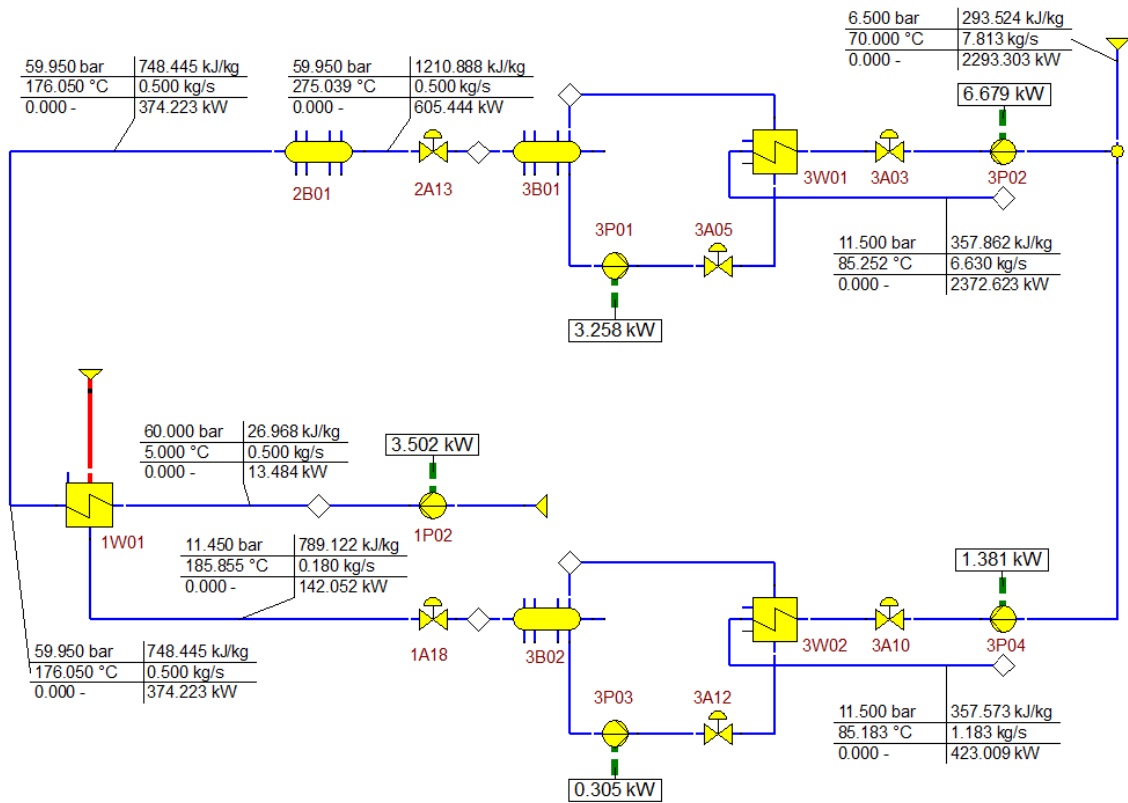 6.500 bar 293.524 kJ/kg
70.000 °C 7.813 kg/s
0.000 - 2293.303 kW
59.950 bar 748.445 kJ/kg
176.050 °C 0.500 kg/s
0.000 - 374.223 kW
59.950 bar 1210.888 kJ/kg
275.039 °C 0.500 kg/s
0.000 - 605.444 kW
6.679 kW
2B01
2A13
3B01
3W01
3A03
3P02
3P01
3A05
11.500 bar 357.862 kJ/kg
85.252 °C 6.630 kg/s
0.000 - 2372.623 kW
3.258 kW
60.000 bar 26.968 kJ/kg
5.000 °C 0.500 kg/s
0.000 - 13.484 kW
3.502 kW
1W01
1P02
11.450 bar 789.122 kJ/kg
185.855 °C 0.180 kg/s
0.000 - 142.052 kW
1.381 kW
1A18
3B02
3W02
3A10
3P04
59.950 bar 748.445 kJ/kg
176.050 °C 0.500 kg/s
0.000 - 374.223 kW
3P03
3A12
11.500 bar 357.573 kJ/kg
85.183 °C 1.183 kg/s
0.000 - 423.009 kW
0.305 kW